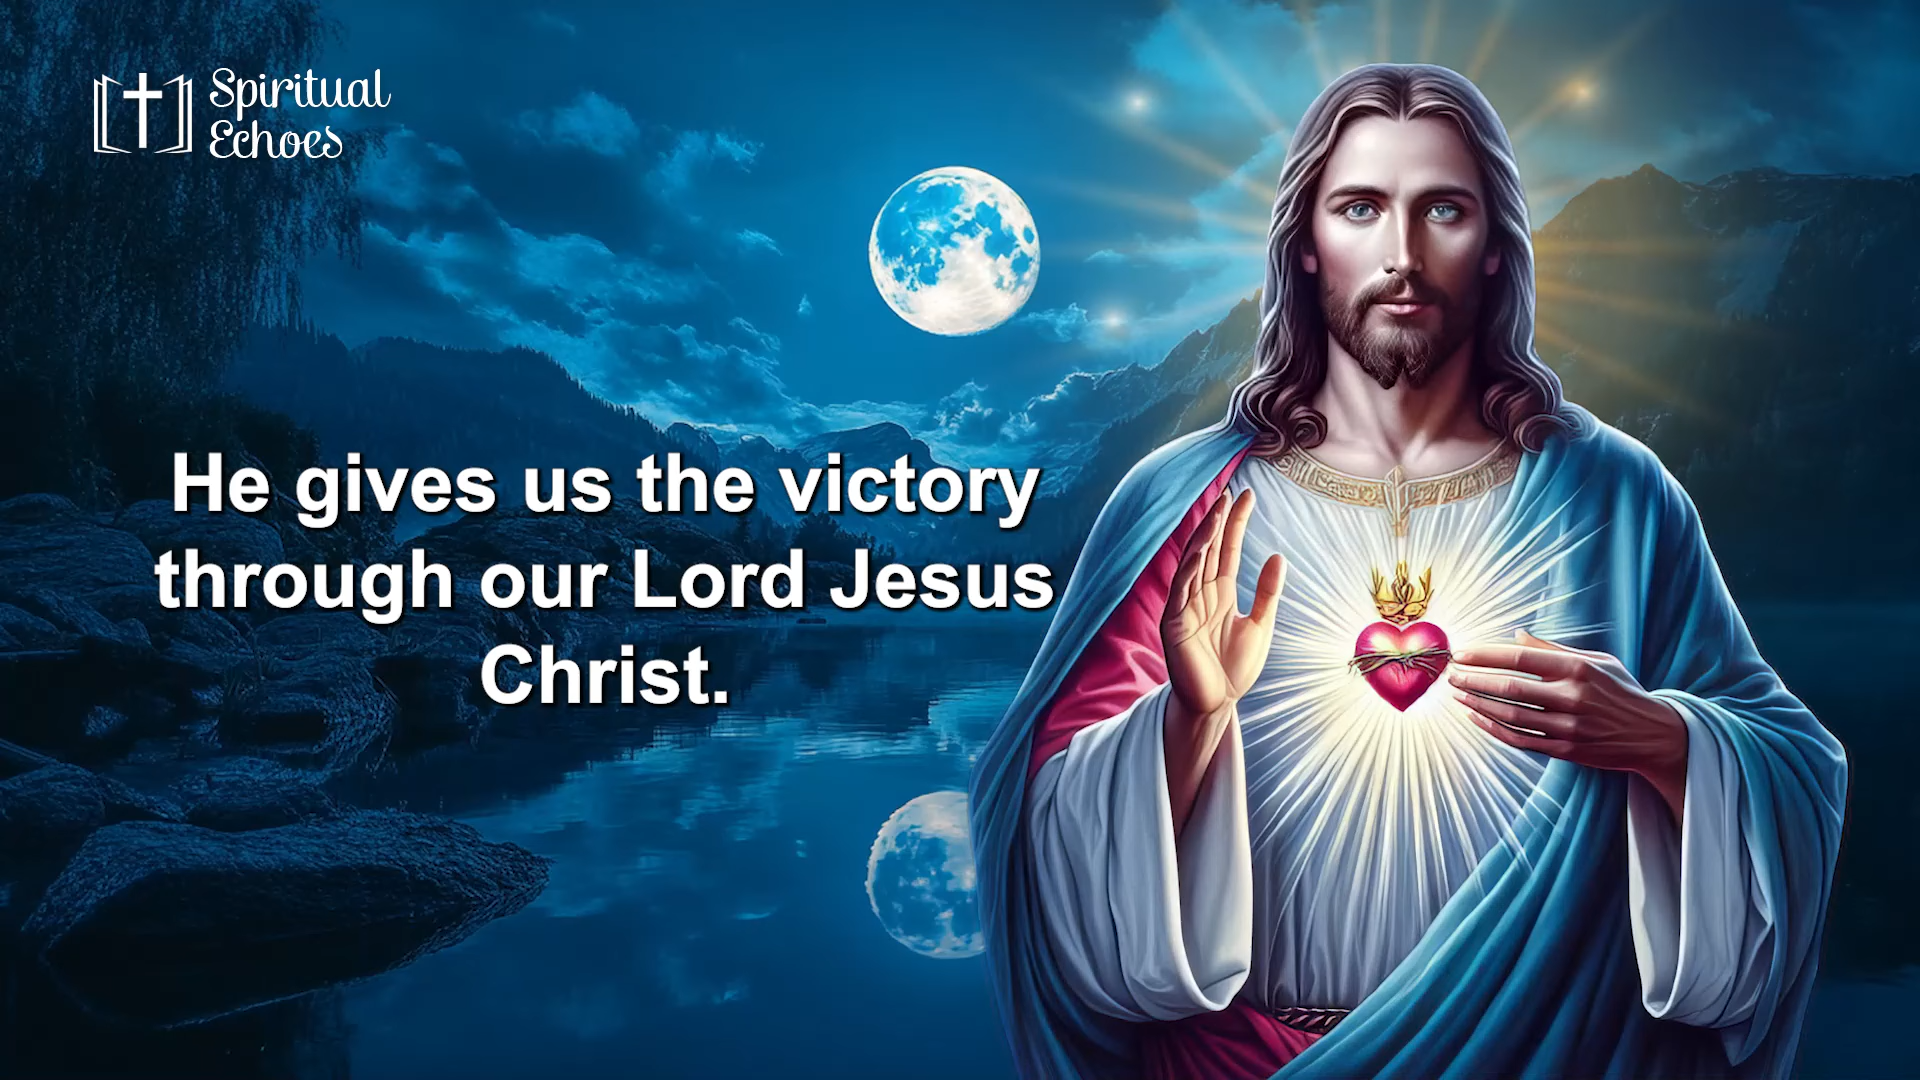 Spiritual
Echoes
He gives us the victory
through our Lord Jesus
Christ.